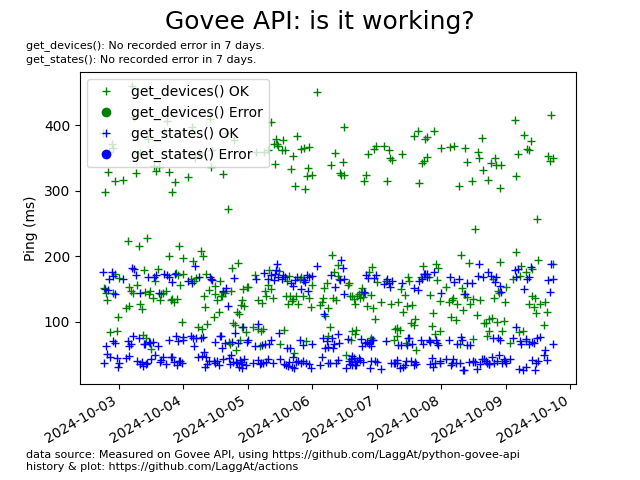 Govee API: is it working?
get_devices(): No recorded error in 7 days.
get_states(): No recorded error in 7 days.
get_devices() OK
get_devices() Error
get_states() OK
get_states() Error
Ping (ms)
400
300
200
100
2024-10-03
2024-10-04
2024-10-05
2024-10-06
2024-10-07
2024-10-08
2024-10-09
2024-10-10
data source: Measured on Govee API, using https://github.com/LaggAt/python-govee-api
history & plot: https://github.com/LaggAt/actions